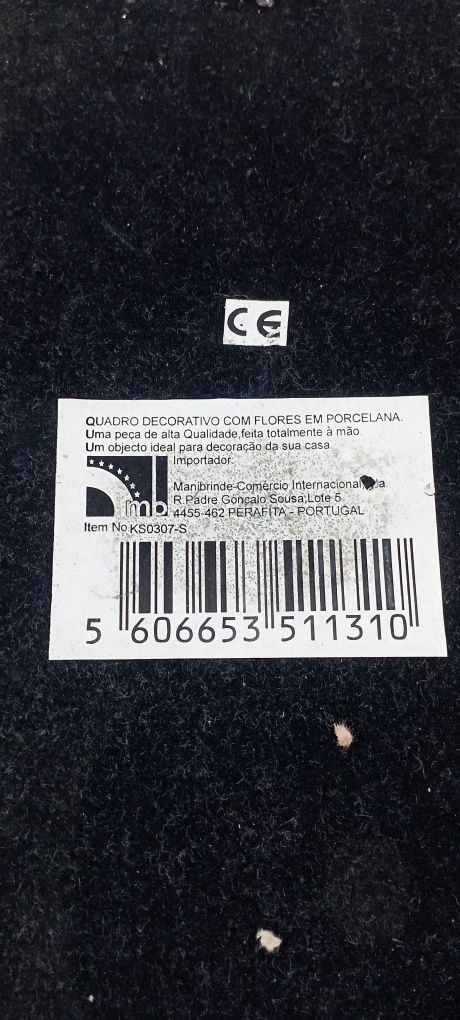 CE
QUADRO DECORATIVO COM FLORES EM PORCELANA.
Uma peça de alta Qualidade,feita totalmente à mão.
Um objecto ideal para decoração da sua casa
Importador:
mb
Manibrinde-Comércio Internacional
R.Padre Gonçalo Sousa,Lote 5
4455-462 PERAFITA - PORTUGAL
Item No KS0307-S
5 606653 511310